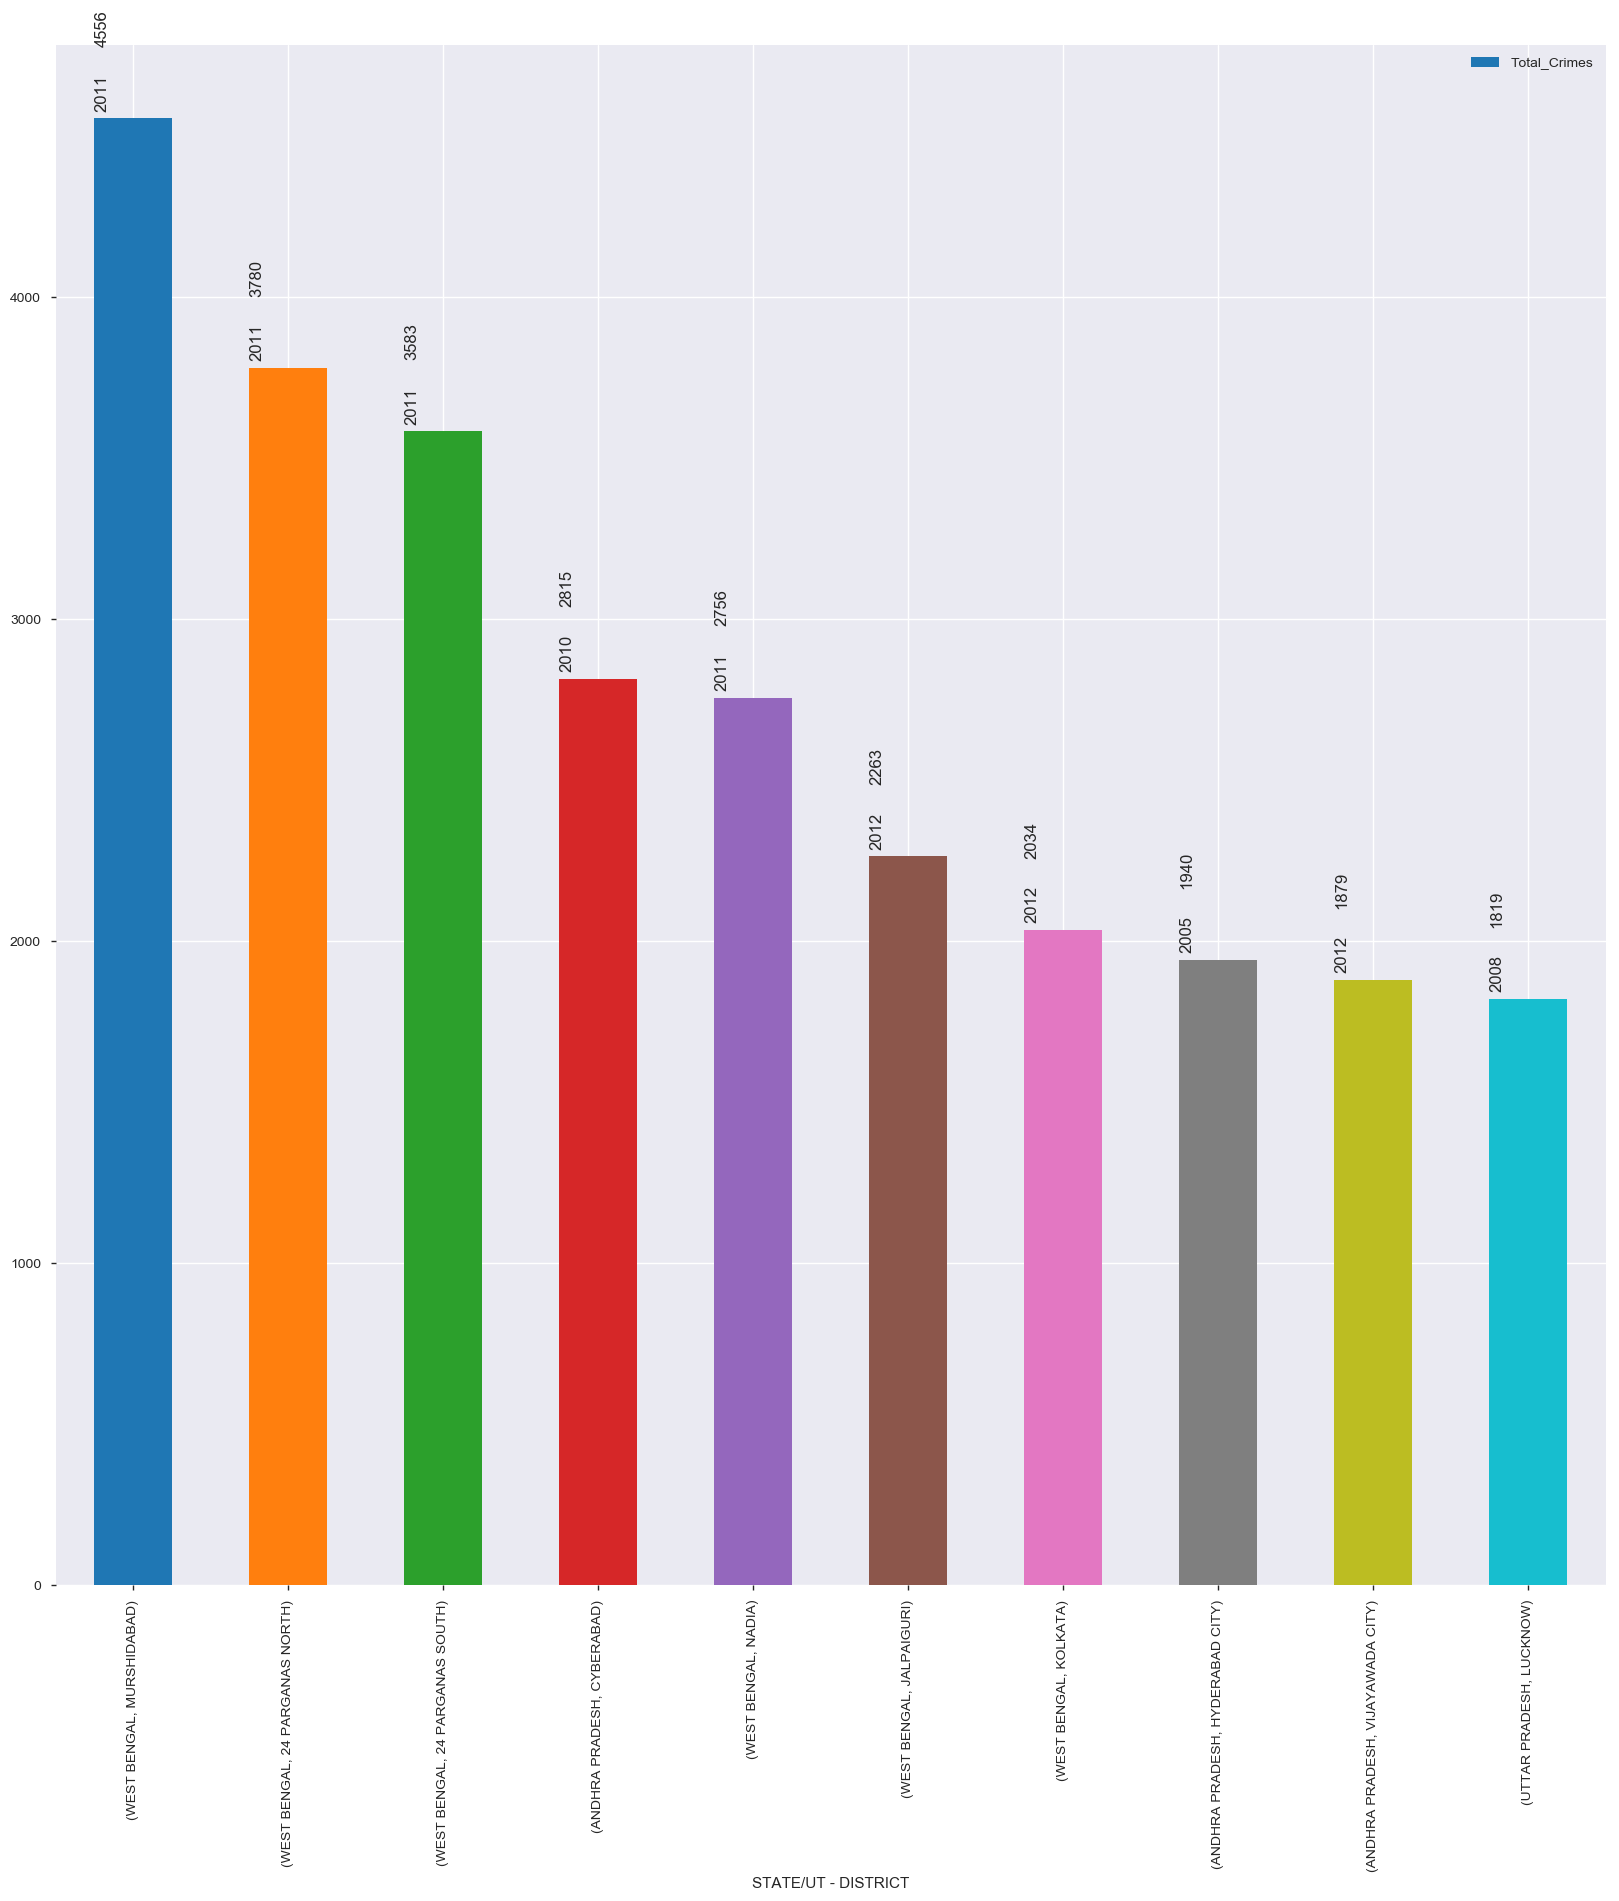 Total_Crimes
2011 4556
2011 3780
2011 3583
2010 2815
2011 2756
2012 2263
2012 2034
2005 1940
2012 1879
2008 1819
4000
3000
2000
1000
0
(WEST BENGAL, MURSHIDABAD)
(WEST BENGAL, 24 PARGANAS NORTH)
(WEST BENGAL, 24 PARGANAS SOUTH)
(ANDHRA PRADESH, CYBERABAD)
(WEST BENGAL, NADIA)
(WEST BENGAL, JALPAIGURI)
(WEST BENGAL, KOLKATA)
(ANDHRA PRADESH, HYDERABAD CITY)
(ANDHRA PRADESH, VIJAYAWADA CITY)
(UTTAR PRADESH, LUCKNOW)
STATE/UT - DISTRICT